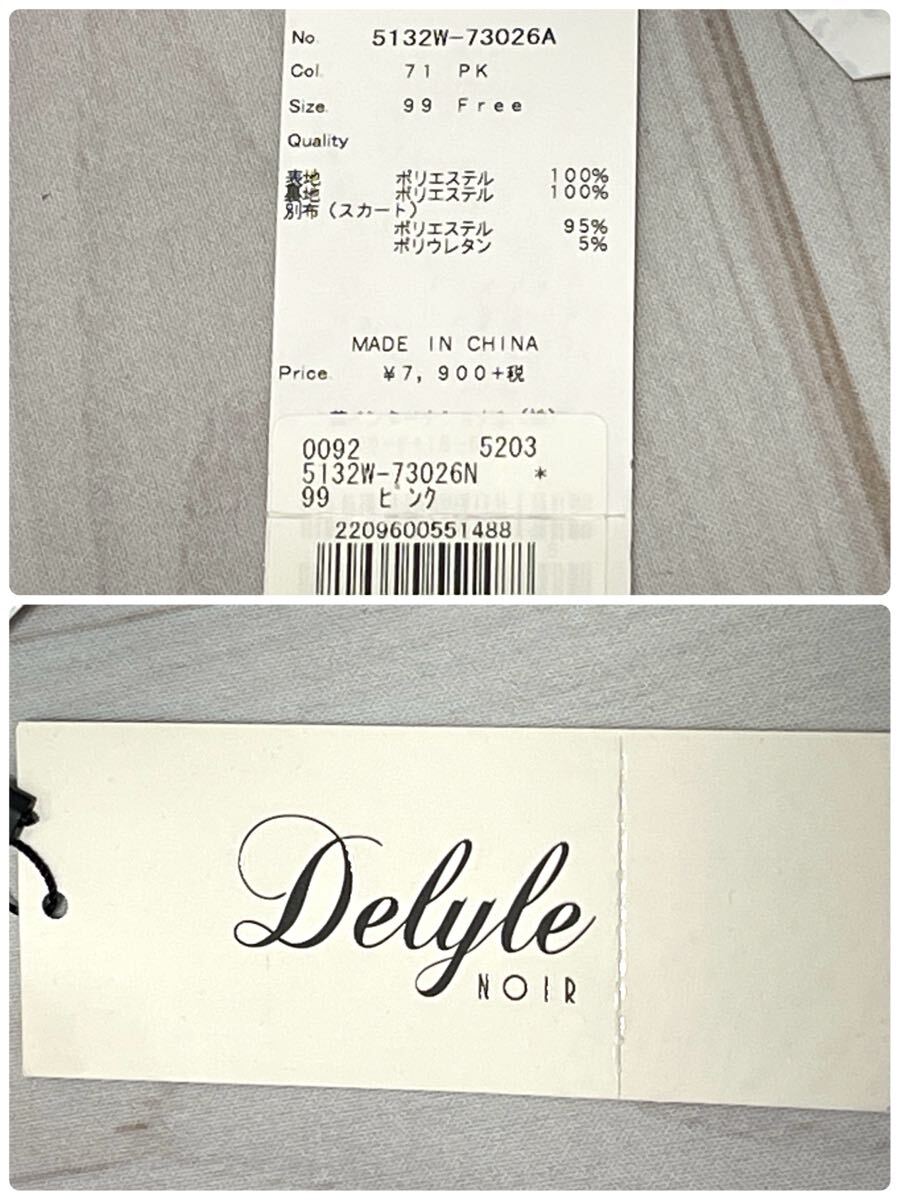 No. 5132W-73026A
Col. 71 PK
Size. 99 Free
Quality
表地 ポリエステル 100%
裏地 ポリエステル 100%
別布(スカート)
ポリエステル 95%
ポリウレタン 5%
MADE IN CHINA
Price. ¥7,900+税
0092 5203
5132W-73026N *
99 ピンク
2209600551488
Delyle
NOIR